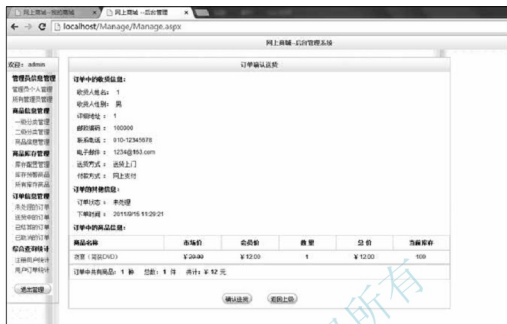 网上商城--我的商城
网上商城--后台管理
localhost/Manage/Manage.aspx
网上商城--后台管理系统
欢迎: admin
管理员信息管理
管理员个人管理
所有管理员管理
商品信息管理
一级分类管理
二级分类管理
商品信息管理
商品库存管理
库存配置管理
库存预警商品
所有库存商品
订单信息管理
未处理的订单
送货中的订单
已结算的订单
已取消的订单
综合查询统计
注册用户统计
用户订单统计
退出管理
订单确认送货
订单中的收货信息:
收货人姓名: 1
收货人性别: 男
详细地址: 1
邮政编码: 100000
联系电话: 010-12345678
电子邮件: 1234@163.com
送货方式: 送货上门
付款方式: 网上支付
订单的其他信息:
订单状态: 未处理
下单时间: 2011/9/15 11:29:21
订单中的商品信息:
商品名称 市场价 会员价 数量 总价 当前库存
(简装DVD) ¥ 20.00 ¥ 12.00 1 ¥ 12.00 100
订单中共有商品: 1 种 总数: 1 件 共计: ¥ 12 元
确认送货 返回上级
所有